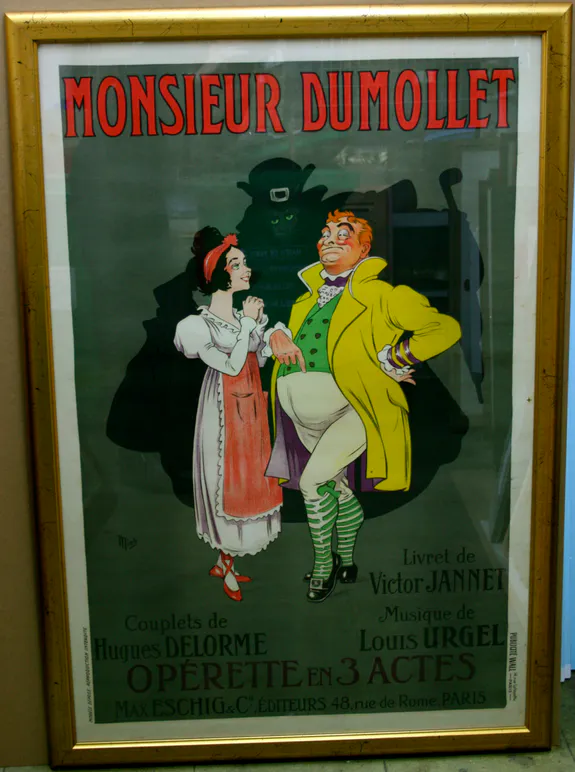 MONSIEUR DUMOLLET
Livret de
Victor JANNET
Couplets de
Hugues DELORME
Musique de
Louis URGEL
OPÉRETTE EN 3 ACTES
MAX ESCHIG & Cie, ÉDITEURS 48, rue de Rome, PARIS